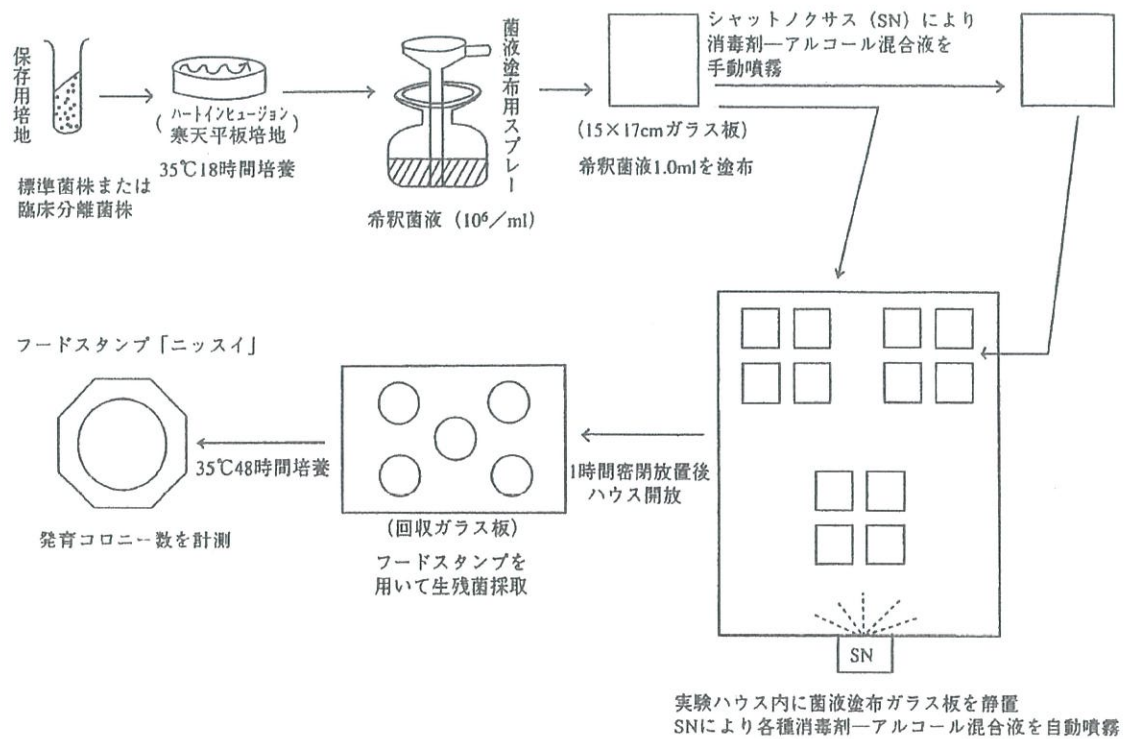 保存用培地
標準菌株または
臨床分離菌株
(ハートインヒュージョン
寒天平板培地)
35℃18時間培養
菌液塗布用スプレー
希釈菌液（10⁶／ml）
(15×17cmガラス板)
希釈菌液1.0mlを塗布
シャットノクサス（SN）により
消毒剤―アルコール混合液を
手動噴霧
SN
実験ハウス内に菌液塗布ガラス板を静置
SNにより各種消毒剤―アルコール混合液を自動噴霧
1時間密閉放置後
ハウス開放
(回収ガラス板)
フードスタンプを
用いて生残菌採取
35℃48時間培養
フードスタンプ「ニッスイ」
発育コロニー数を計測